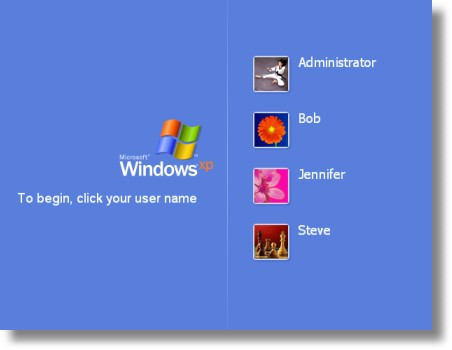 Microsoft®
Windows xp
To begin, click your user name
Administrator
Bob
Jennifer
Steve